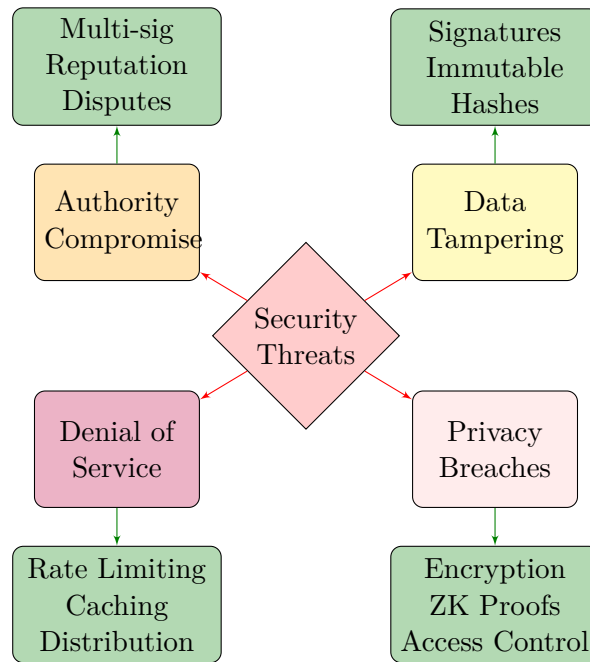 Multi-sig
Reputation
Disputes
Signatures
Immutable
Hashes
Authority
Compromise
Data
Tampering
Security
Threats
Denial of
Service
Privacy
Breaches
Rate Limiting
Caching
Distribution
Encryption
ZK Proofs
Access Control